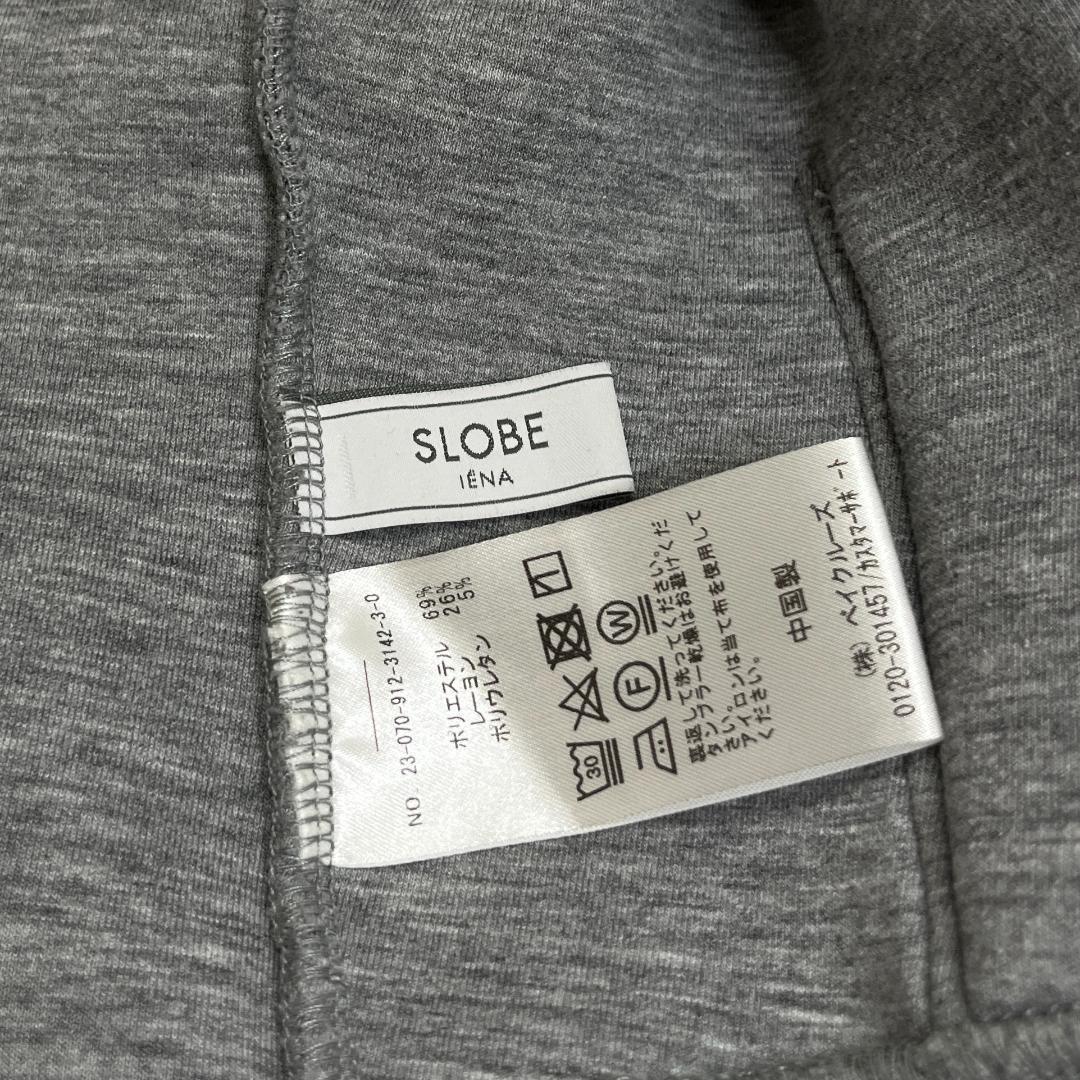 SLOBE
IÉNA
NO. 23-070-912-3142-3-0
ポリエステル 69%
レーヨン 26%
ポリウレタン 5%
30
F W
裏返して洗ってください。
タンブラー乾燥はお避けくだ
さい。
アイロンは当て布を使用して
ください。
中国製
(株) ベイクルーズ
0120-301457/カスタマーサポート